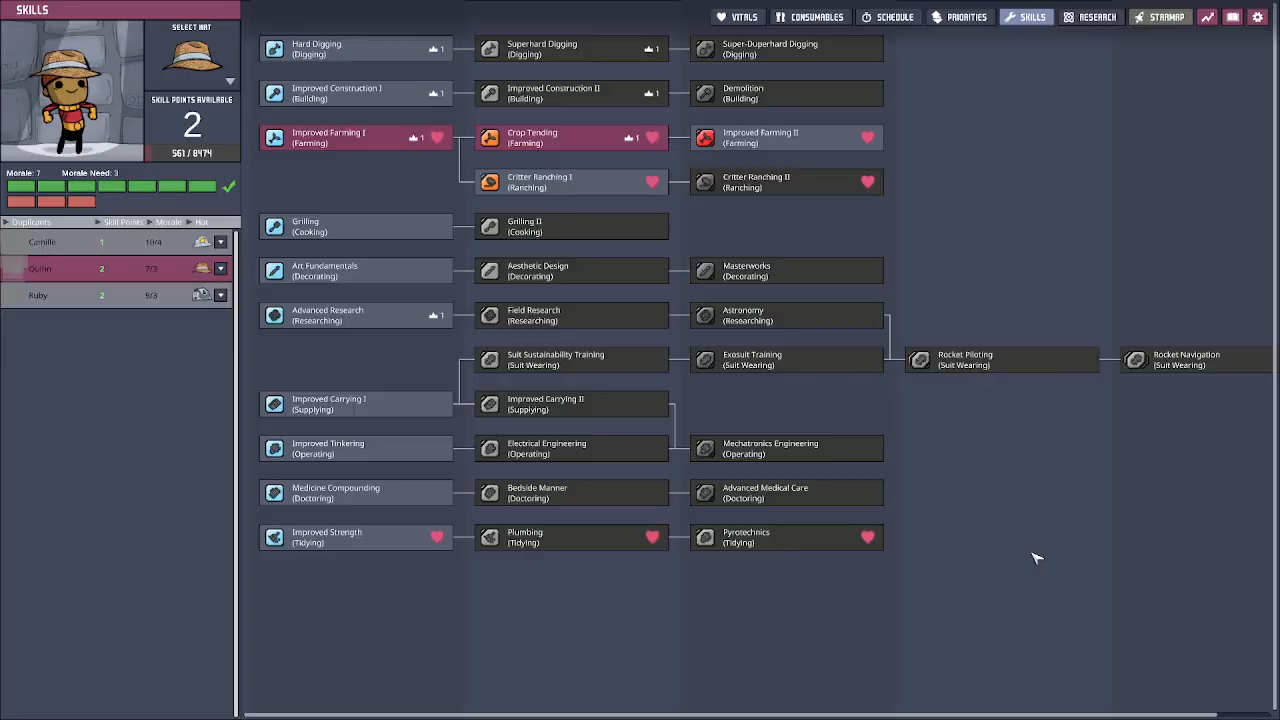 SKILLS
VITALS
CONSUMABLES
SCHEDULE
PRIORITIES
SKILLS
RESEARCH
STARMAP
SELECT HAT
SKILL POINTS AVAILABLE
2
561 / 8474
Morale: 7
Morale Need: 3
Duplicants
Skill Points
Morale
Hat
Camille
1
10/4
Quinn
2
7/3
Ruby
2
9/3
Hard Digging
(Digging)
1
Superhard Digging
(Digging)
1
Super-Duperhard Digging
(Digging)
Improved Construction I
(Building)
1
Improved Construction II
(Building)
1
Demolition
(Building)
Improved Farming I
(Farming)
1
Crop Tending
(Farming)
1
Improved Farming II
(Farming)
Critter Ranching I
(Ranching)
Critter Ranching II
(Ranching)
Grilling
(Cooking)
Grilling II
(Cooking)
Art Fundamentals
(Decorating)
Aesthetic Design
(Decorating)
Masterworks
(Decorating)
Advanced Research
(Researching)
1
Field Research
(Researching)
Astronomy
(Researching)
Suit Sustainability Training
(Suit Wearing)
Exosuit Training
(Suit Wearing)
Rocket Piloting
(Suit Wearing)
Rocket Navigation
(Suit Wearing)
Improved Carrying I
(Supplying)
Improved Carrying II
(Supplying)
Improved Tinkering
(Operating)
Electrical Engineering
(Operating)
Mechatronics Engineering
(Operating)
Medicine Compounding
(Doctoring)
Bedside Manner
(Doctoring)
Advanced Medical Care
(Doctoring)
Improved Strength
(Tidying)
Plumbing
(Tidying)
Pyrotechnics
(Tidying)